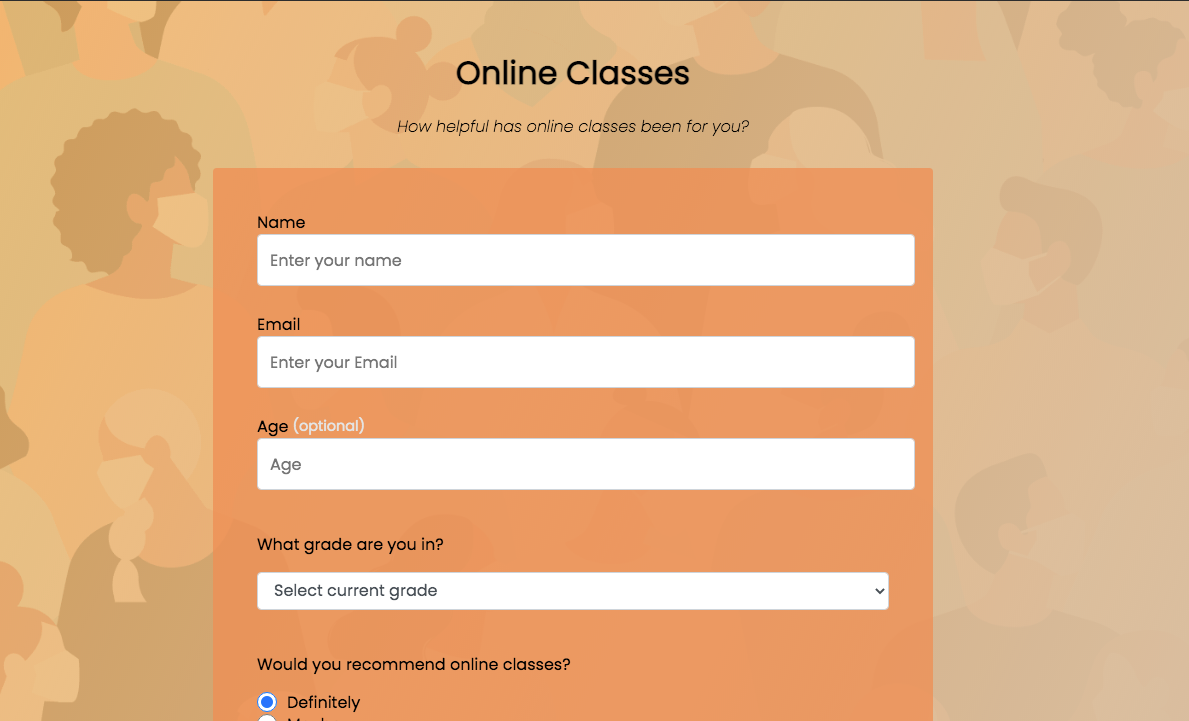 Online Classes
How helpful has online classes been for you?
Name
Enter your name
Email
Enter your Email
Age (optional)
Age
What grade are you in?
Select current grade
Would you recommend online classes?
Definitely